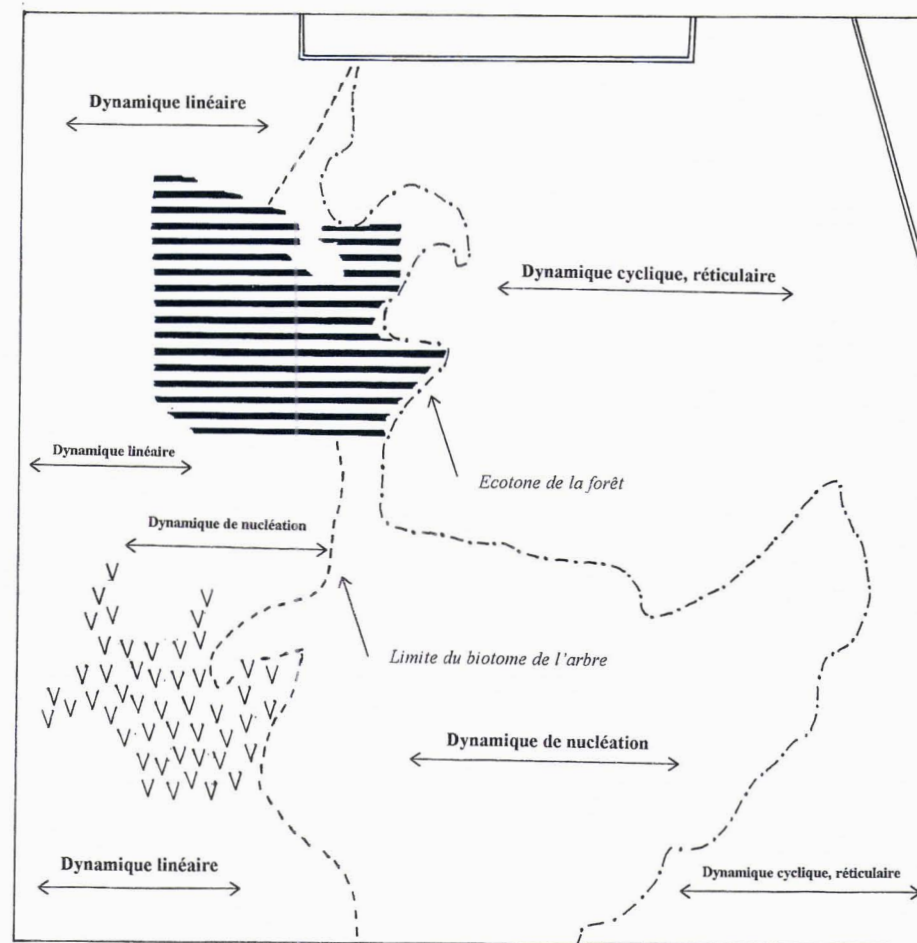 Dynamique linéaire
Dynamique cyclique, réticulaire
Dynamique linéaire
Ecotone de la forêt
Dynamique de nucléation
Limite du biotome de l'arbre
Dynamique de nucléation
Dynamique linéaire
Dynamique cyclique, réticulaire